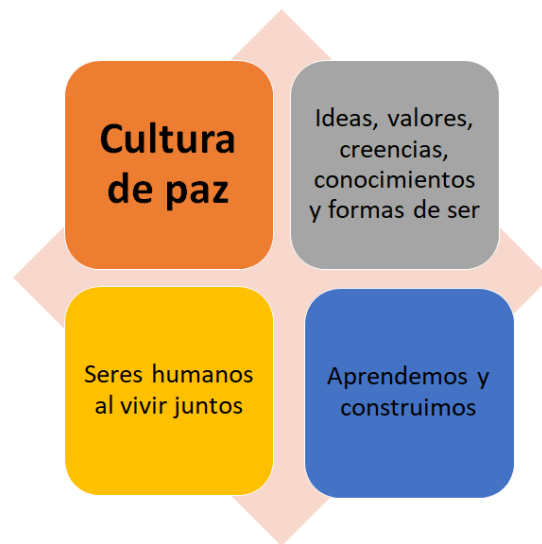 Cultura
de paz
Ideas, valores,
creencias,
conocimientos
y formas de ser
Seres humanos
al vivir juntos
Aprendemos y
construimos